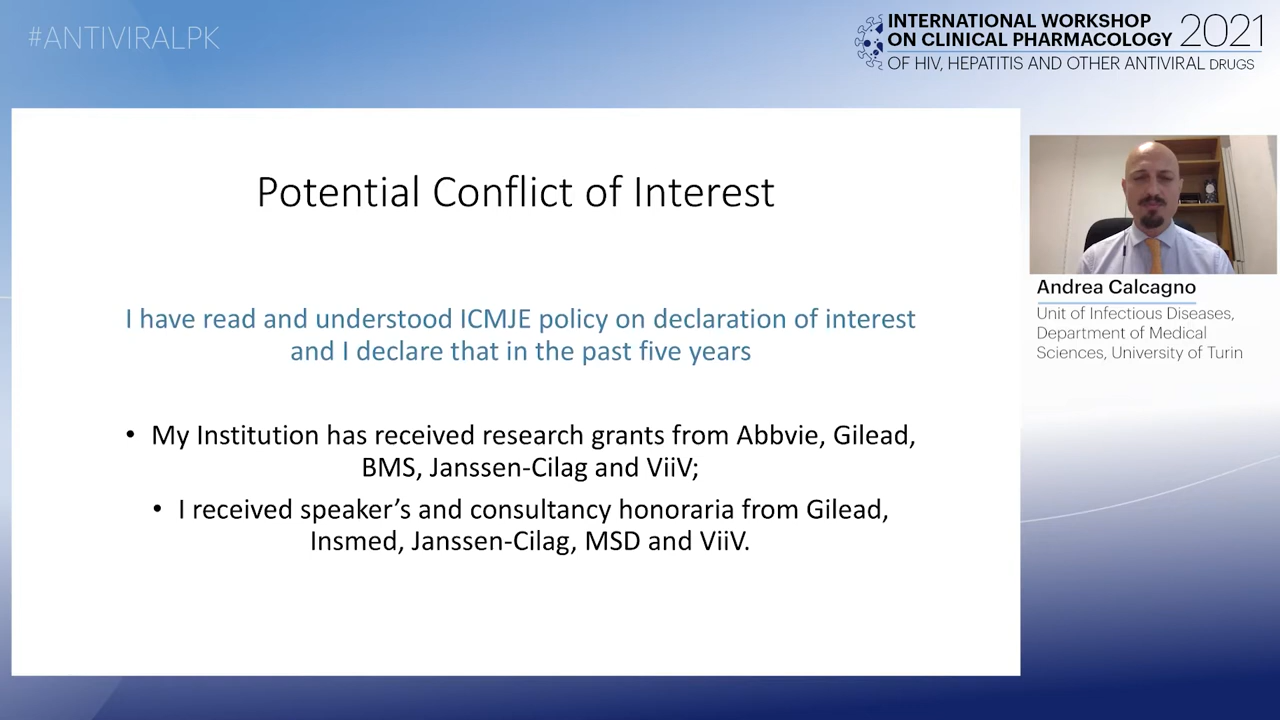 #ANTIVIRALPK
INTERNATIONAL WORKSHOP
ON CLINICAL PHARMACOLOGY 2021
OF HIV, HEPATITIS AND OTHER ANTIVIRAL DRUGS
Potential Conflict of Interest
I have read and understood ICMJE policy on declaration of interest
and I declare that in the past five years
• My Institution has received research grants from Abbvie, Gilead,
BMS, Janssen-Cilag and ViiV;
• I received speaker’s and consultancy honoraria from Gilead,
Insmed, Janssen-Cilag, MSD and ViiV.
Andrea Calcagno
Unit of Infectious Diseases,
Department of Medical
Sciences, University of Turin